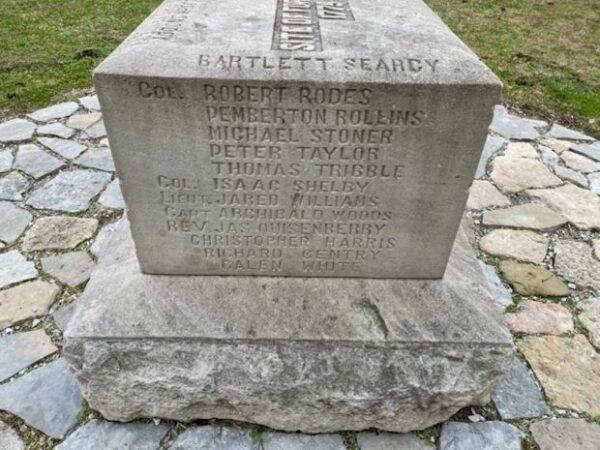 BARTLETT SEARCY
COL. ROBERT RODES
PEMBERTON ROLLINS
MICHAEL STONER
PETER TAYLOR
THOMAS TRIBBLE
COL. ISAAC SHELBY
LIEUT. JARED WILLIAMS
CAPT ARCHIBALD WOODS
REV. JAS QUISENBERRY
CHRISTOPHER HARRIS
RICHARD GENTRY
GALEN WHITE